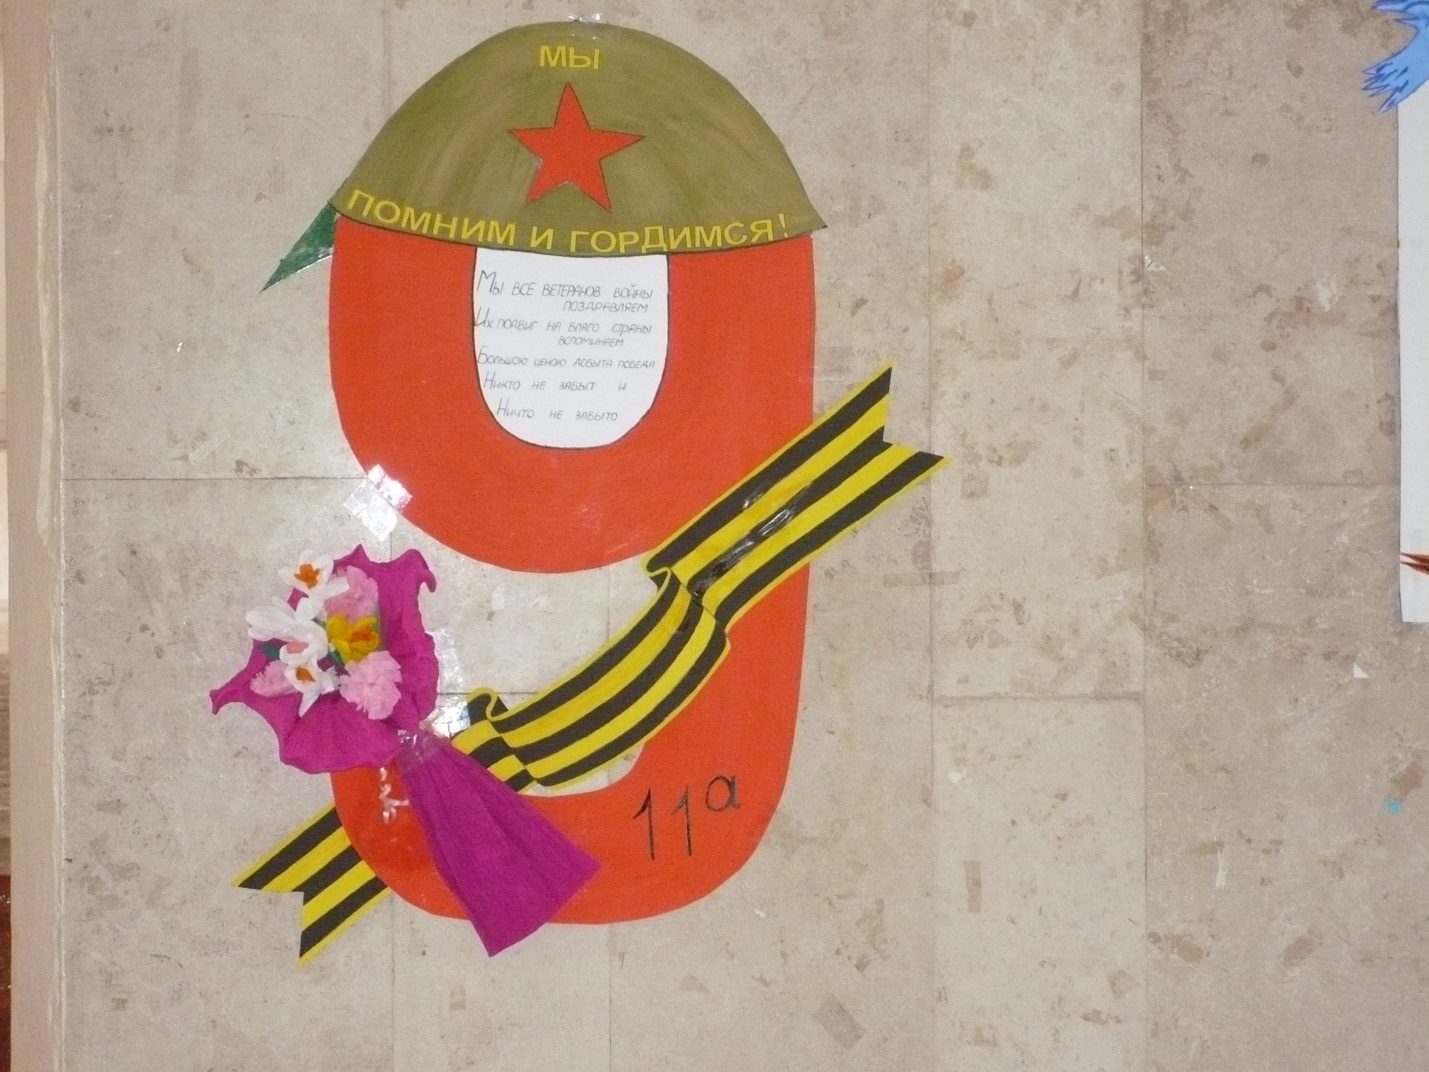 МЫ
ПОМНИМ И ГОРДИМСЯ!
МЫ ВСЕ ВЕТЕРАНОВ ВОЙНЫ
ПОЗДРАВЛЯЕМ
ИХ ПОДВИГ НА БЛАГО СТРАНЫ
ВСПОМИНАЕМ
БОЛЬШОЮ ЦЕНОЮ ДОБЫТА ПОБЕДА
НИКТО НЕ ЗАБЫТ И
НИЧТО НЕ ЗАБЫТО
11а